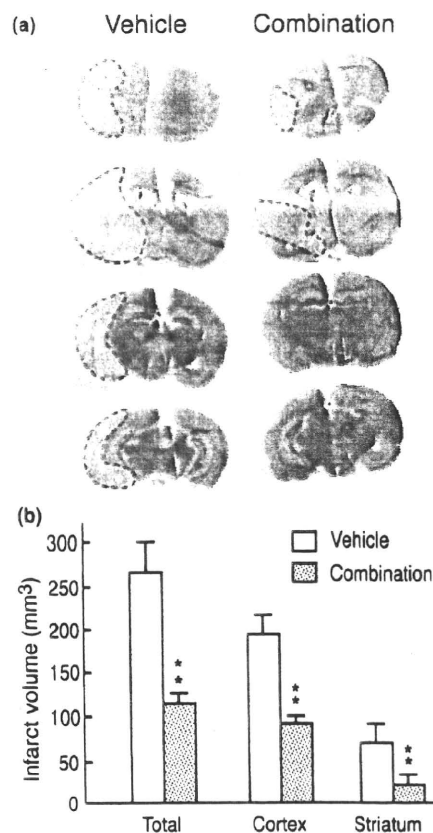 (a) Vehicle Combination
(b)
300
250
200
150
100
50
0
Infarct volume (mm3)
Vehicle
Combination
**
**
**
Total Cortex Striatum